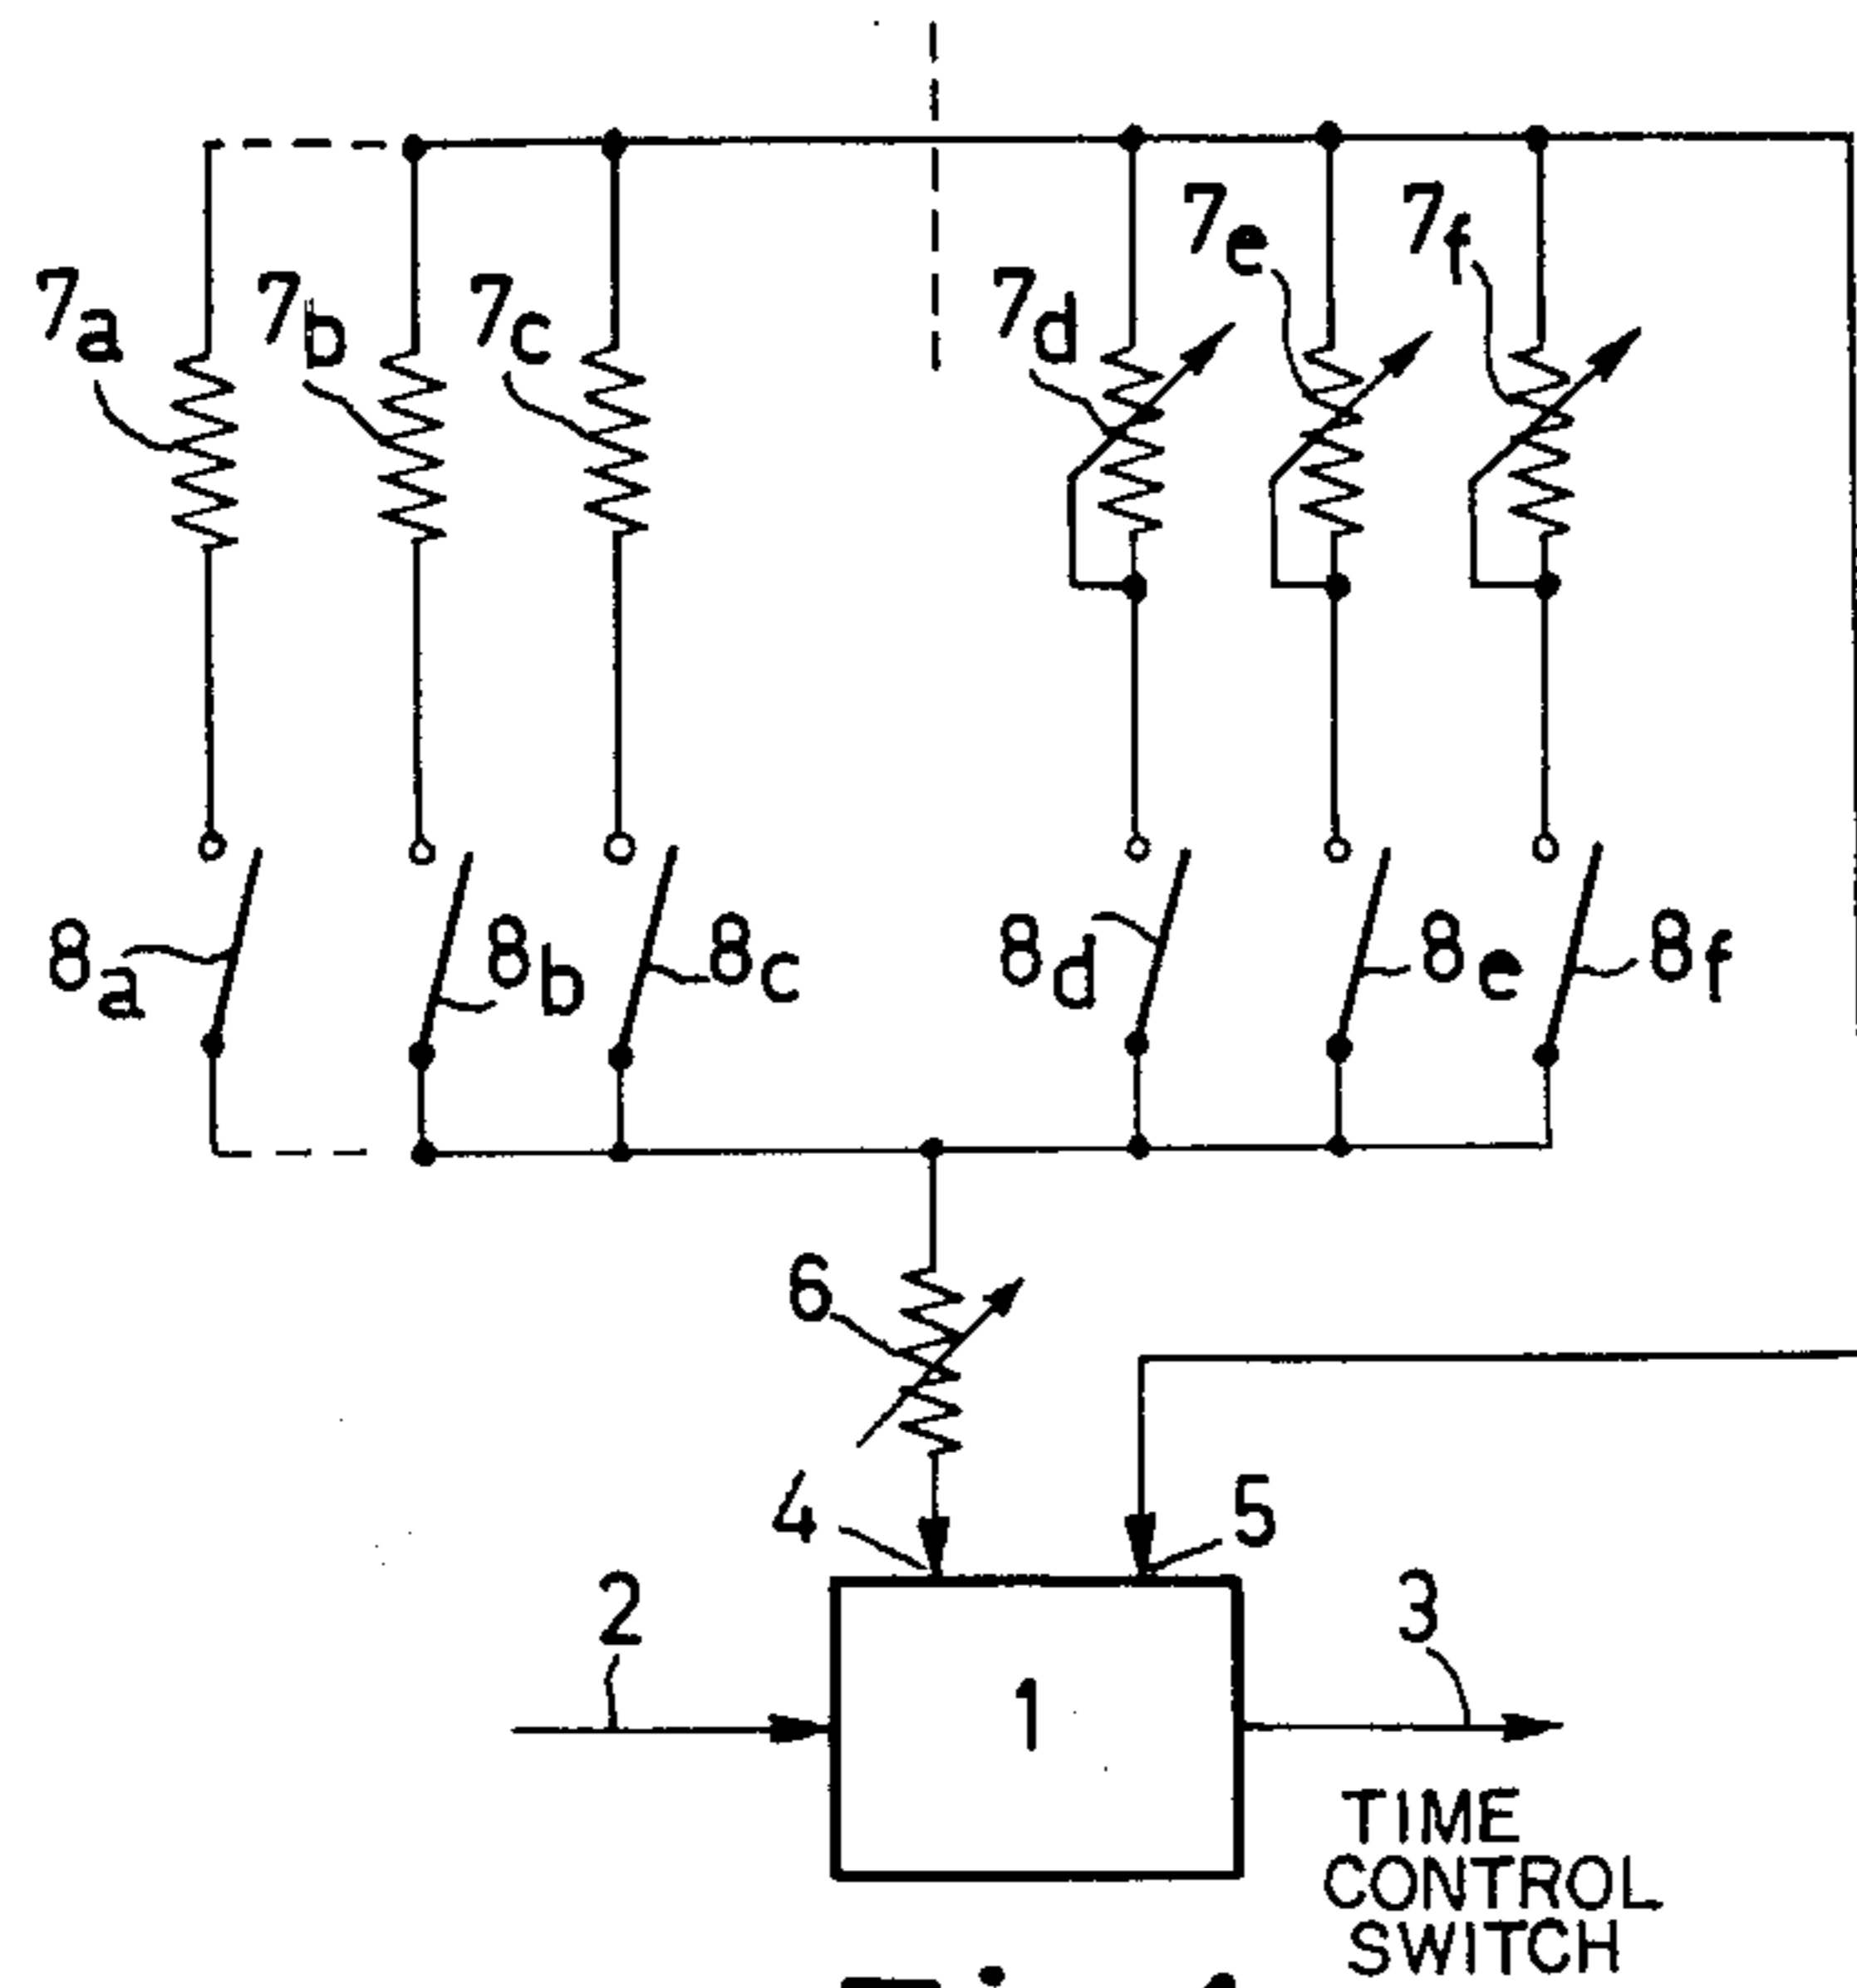 7e 7f
7a 7b 7c 7d
8a 8b 8c 8d 8e 8f
6
4 5
2 3
1
TIME
CONTROL
SWITCH